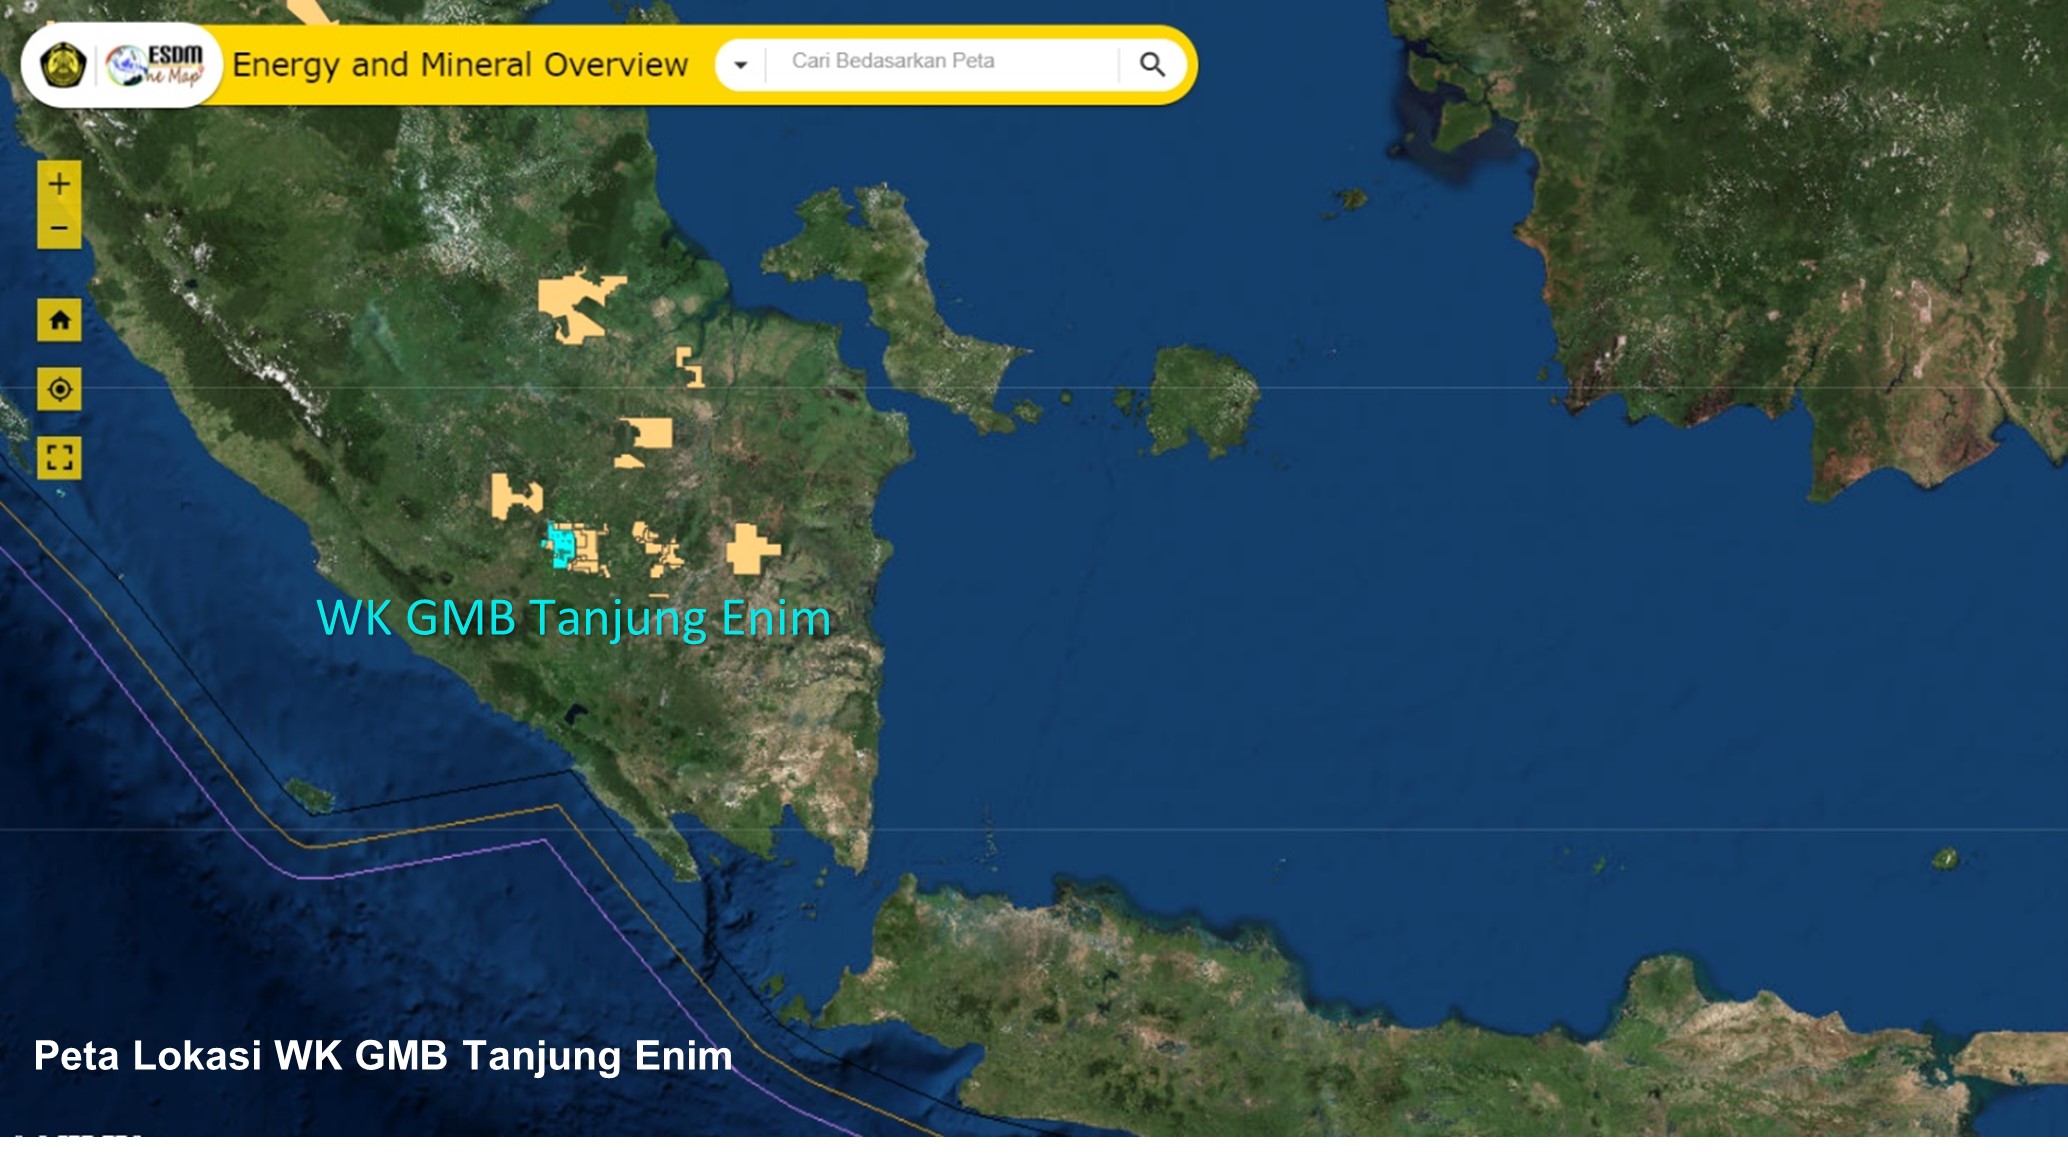 ESDM
One Map
Energy and Mineral Overview
Cari Bedasarkan Peta
WK GMB Tanjung Enim
Peta Lokasi WK GMB Tanjung Enim